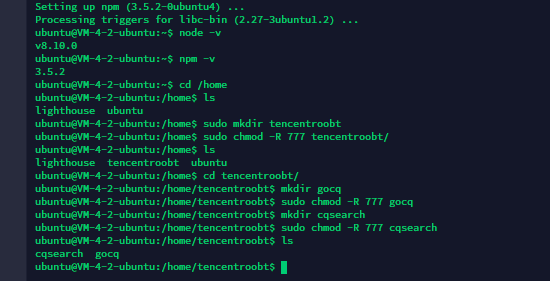 Setting up npm (3.5.2-0ubuntu4) ...
Processing triggers for libc-bin (2.27-3ubuntu1.2) ...
ubuntu@VM-4-2-ubuntu:~$ node -v
v8.10.0
ubuntu@VM-4-2-ubuntu:~$ npm -v
3.5.2
ubuntu@VM-4-2-ubuntu:~$ cd /home
ubuntu@VM-4-2-ubuntu:/home$ ls
lighthouse  ubuntu
ubuntu@VM-4-2-ubuntu:/home$ sudo mkdir tencentroobt
ubuntu@VM-4-2-ubuntu:/home$ sudo chmod -R 777 tencentroobt/
ubuntu@VM-4-2-ubuntu:/home$ ls
lighthouse  tencentroobt  ubuntu
ubuntu@VM-4-2-ubuntu:/home$ cd tencentroobt/
ubuntu@VM-4-2-ubuntu:/home/tencentroobt$ mkdir gocq
ubuntu@VM-4-2-ubuntu:/home/tencentroobt$ sudo chmod -R 777 gocq
ubuntu@VM-4-2-ubuntu:/home/tencentroobt$ mkdir cqsearch
ubuntu@VM-4-2-ubuntu:/home/tencentroobt$ sudo chmod -R 777 cqsearch
ubuntu@VM-4-2-ubuntu:/home/tencentroobt$ ls
cqsearch  gocq
ubuntu@VM-4-2-ubuntu:/home/tencentroobt$